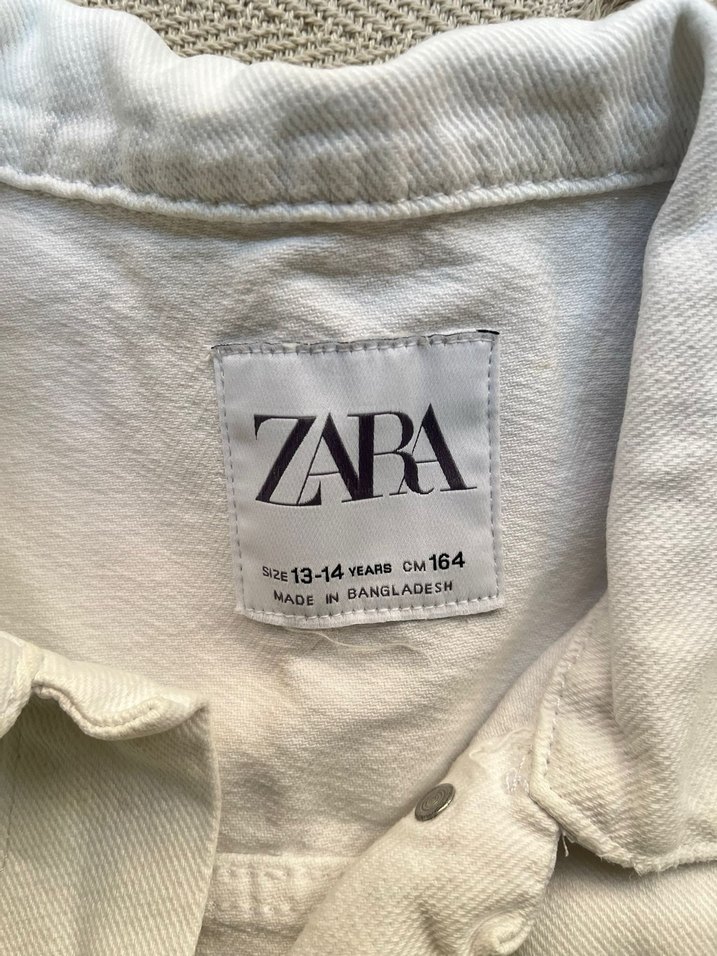 ZARA
SIZE 13-14 YEARS CM 164
MADE IN BANGLADESH